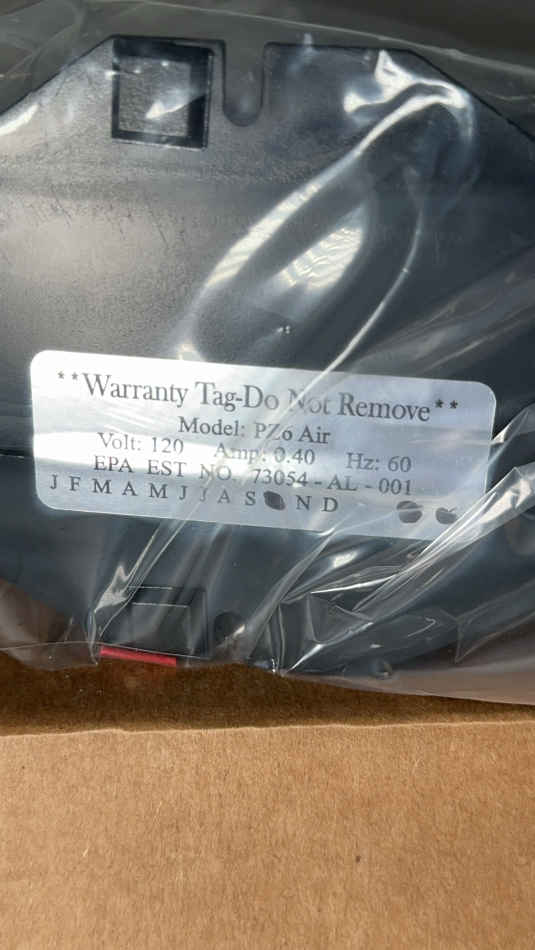 **Warranty Tag-Do Not Remove**
Model: PZ6 Air
Volt: 120 Amp: 0.40 Hz: 60
EPA EST NO. 73054 - AL - 001
J F M A M J J A S N D